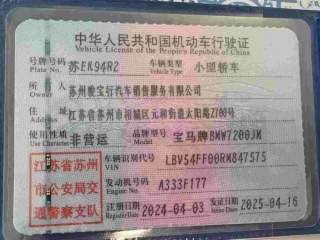 中华人民共和国机动车行驶证
Vehicle License of the People's Republic of China
号牌号码 Plate No. 苏EK94R2 车辆类型 Vehicle Type 小型轿车
所有人 Owner 苏州骏宝行汽车销售服务有限公司
住址 Address 江苏省苏州市相城区元和街道太阳路2700号
使用性质 Use Character 非营运 品牌型号 Model 宝马牌BMW7200JM
江苏省苏州
市公安局交
通警察支队
车辆识别代号 VIN LBV54FF00RM847575
发动机号码 Engine No. A333F177
注册日期 Register Date 2024-04-03 发证日期 Issue Date 2025-04-16